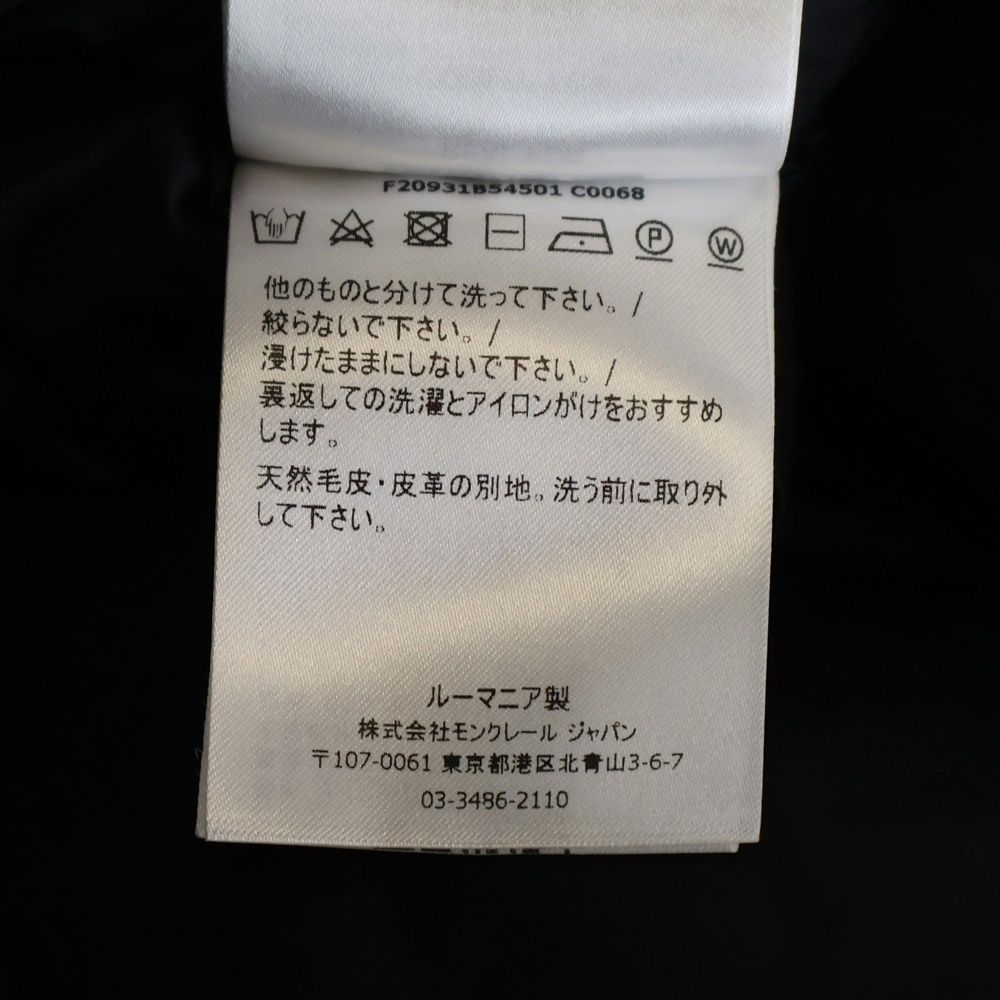 F20931B54501 C0068
P
W
他のものと分けて洗って下さい。/
絞らないで下さい。/
浸けたままにしないで下さい。/
裏返しての洗濯とアイロンがけをおすすめ
します。
天然毛皮・皮革の別地。洗う前に取り外
して下さい。
ルーマニア製
株式会社モンクレール ジャパン
〒107-0061 東京都港区北青山3-6-7
03-3486-2110